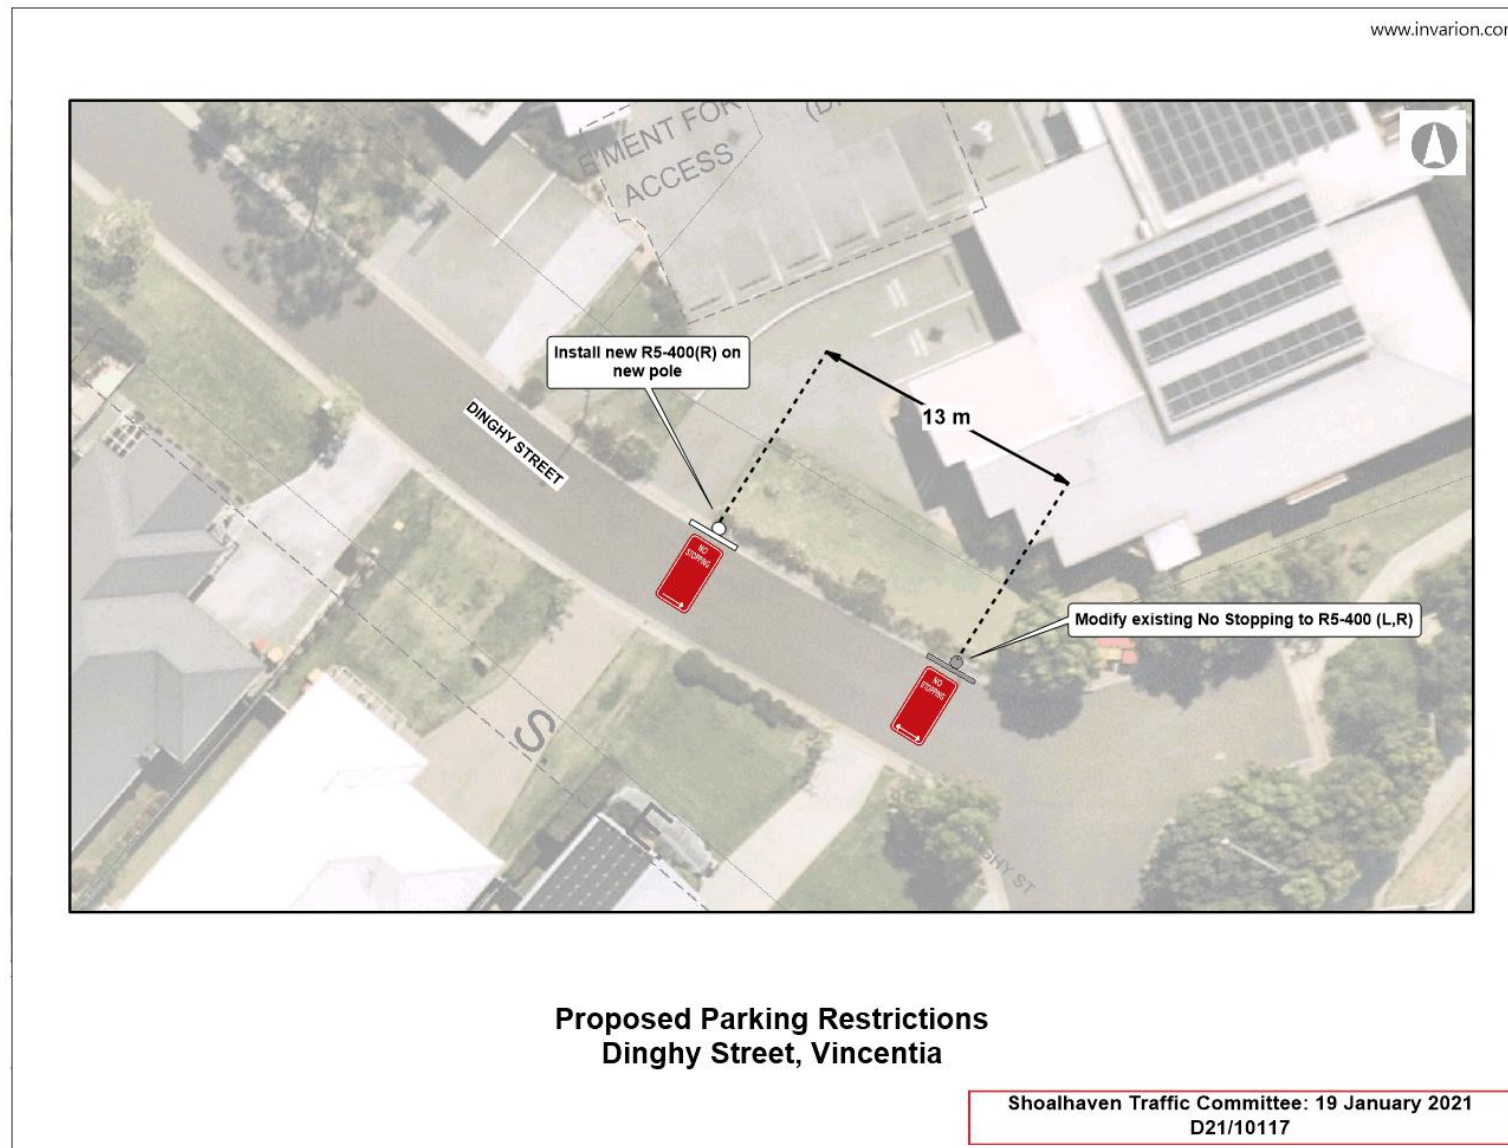 www.invarion.com
EMENT FOR
ACCESS
Install new R5-400(R) on
new pole
13 m
DINGHY STREET
NO
STOPPING
Modify existing No Stopping to R5-400 (L,R)
NO
STOPPING
S.
GHY ST
Proposed Parking Restrictions
Dinghy Street, Vincentia
Shoalhaven Traffic Committee: 19 January 2021
D21/10117